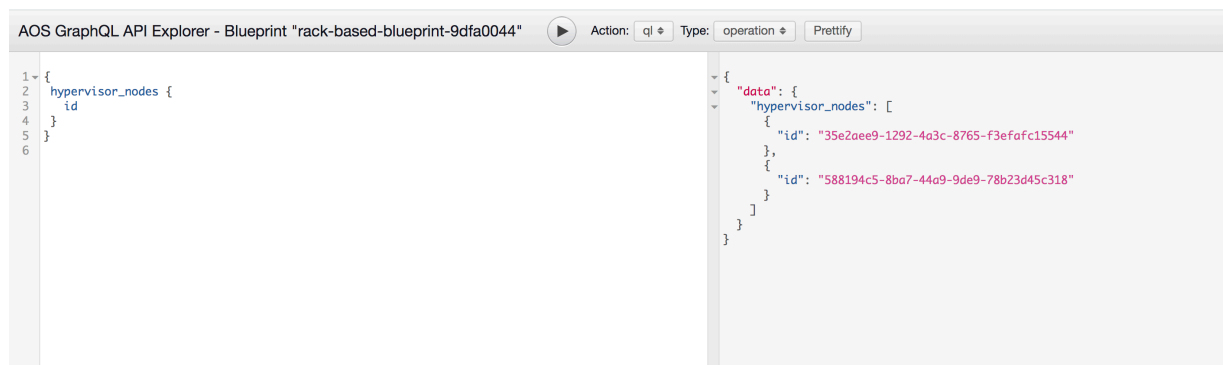 AOS GraphQL API Explorer - Blueprint "rack-based-blueprint-9dfa0044" Action: ql Type: operation Prettify
1 {
2 hypervisor_nodes {
3 id
4 }
5 }
6
{
"data": {
"hypervisor_nodes": [
{
"id": "35e2aee9-1292-4a3c-8765-f3efafc15544"
},
{
"id": "588194c5-8ba7-44a9-9de9-78b23d45c318"
}
]
}
}